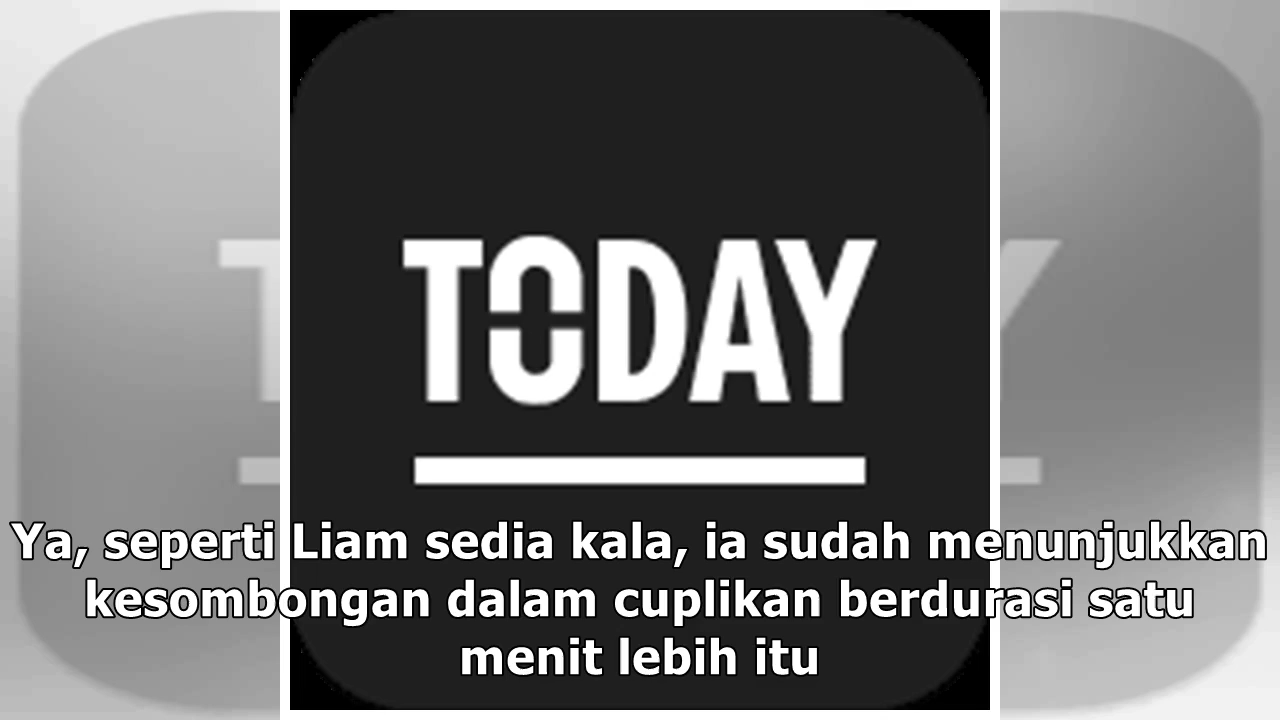 TODAY
Ya, seperti Liam sedia kala, ia sudah menunjukkan
kesombongan dalam cuplikan berdurasi satu
menit lebih itu